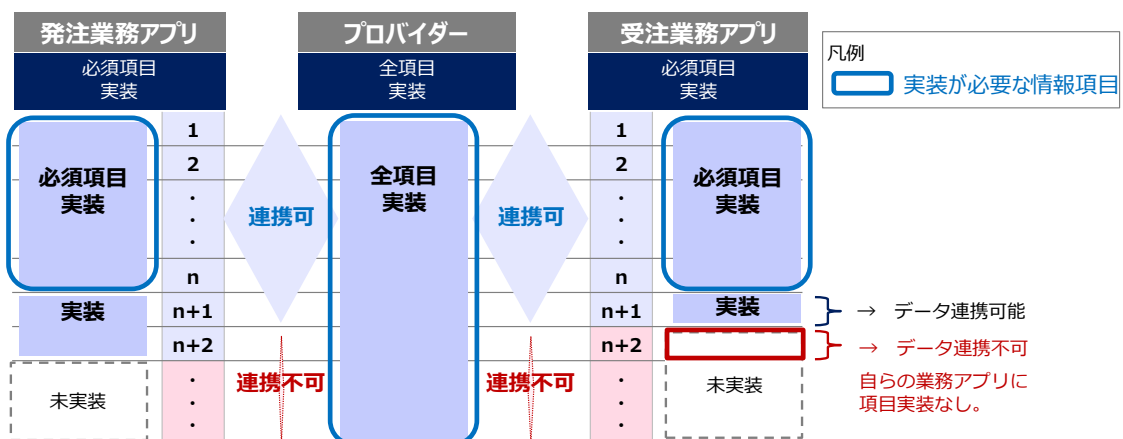 発注業務アプリ
プロバイダー
受注業務アプリ
必須項目
実装
全項目
実装
必須項目
実装
凡例
実装が必要な情報項目
必須項目
実装
1
2
・
・
・
n
連携可
全項目
実装
連携可
1
2
・
・
・
n
必須項目
実装
実装
n+1
n+2
n+1
n+2
実装
→ データ連携可能
→ データ連携不可
自らの業務アプリに
項目実装なし。
未実装
・
・
・
連携不可
連携不可
・
・
・
未実装